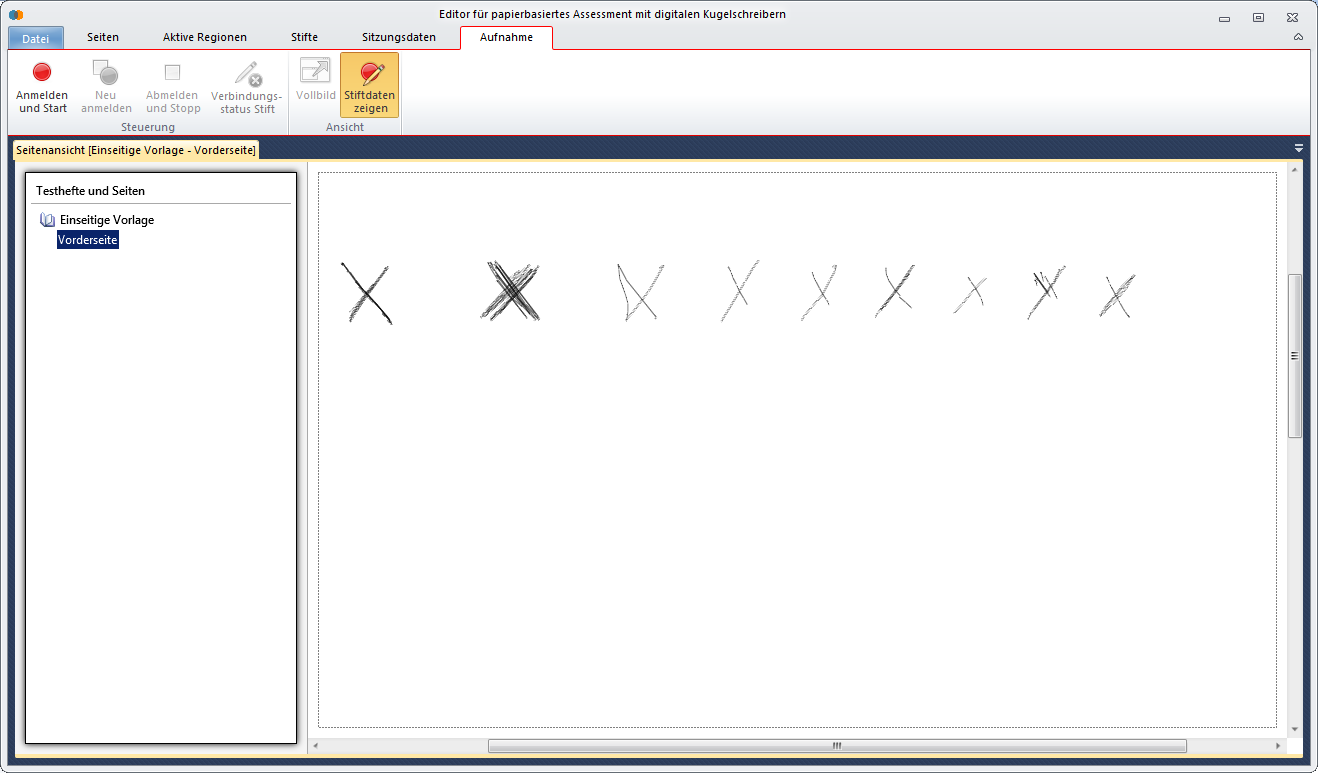 Editor für papierbasiertes Assessment mit digitalen Kugelschreibern
Datei Seiten Aktive Regionen Stifte Sitzungsdaten Aufnahme
Anmelden und Start
Neu anmelden
Abmelden und Stopp
Verbindungs-status Stift
Vollbild
Stiftdaten zeigen
Steuerung Ansicht
Seitenansicht [Einseitige Vorlage - Vorderseite]
Testhefte und Seiten
Einseitige Vorlage
Vorderseite